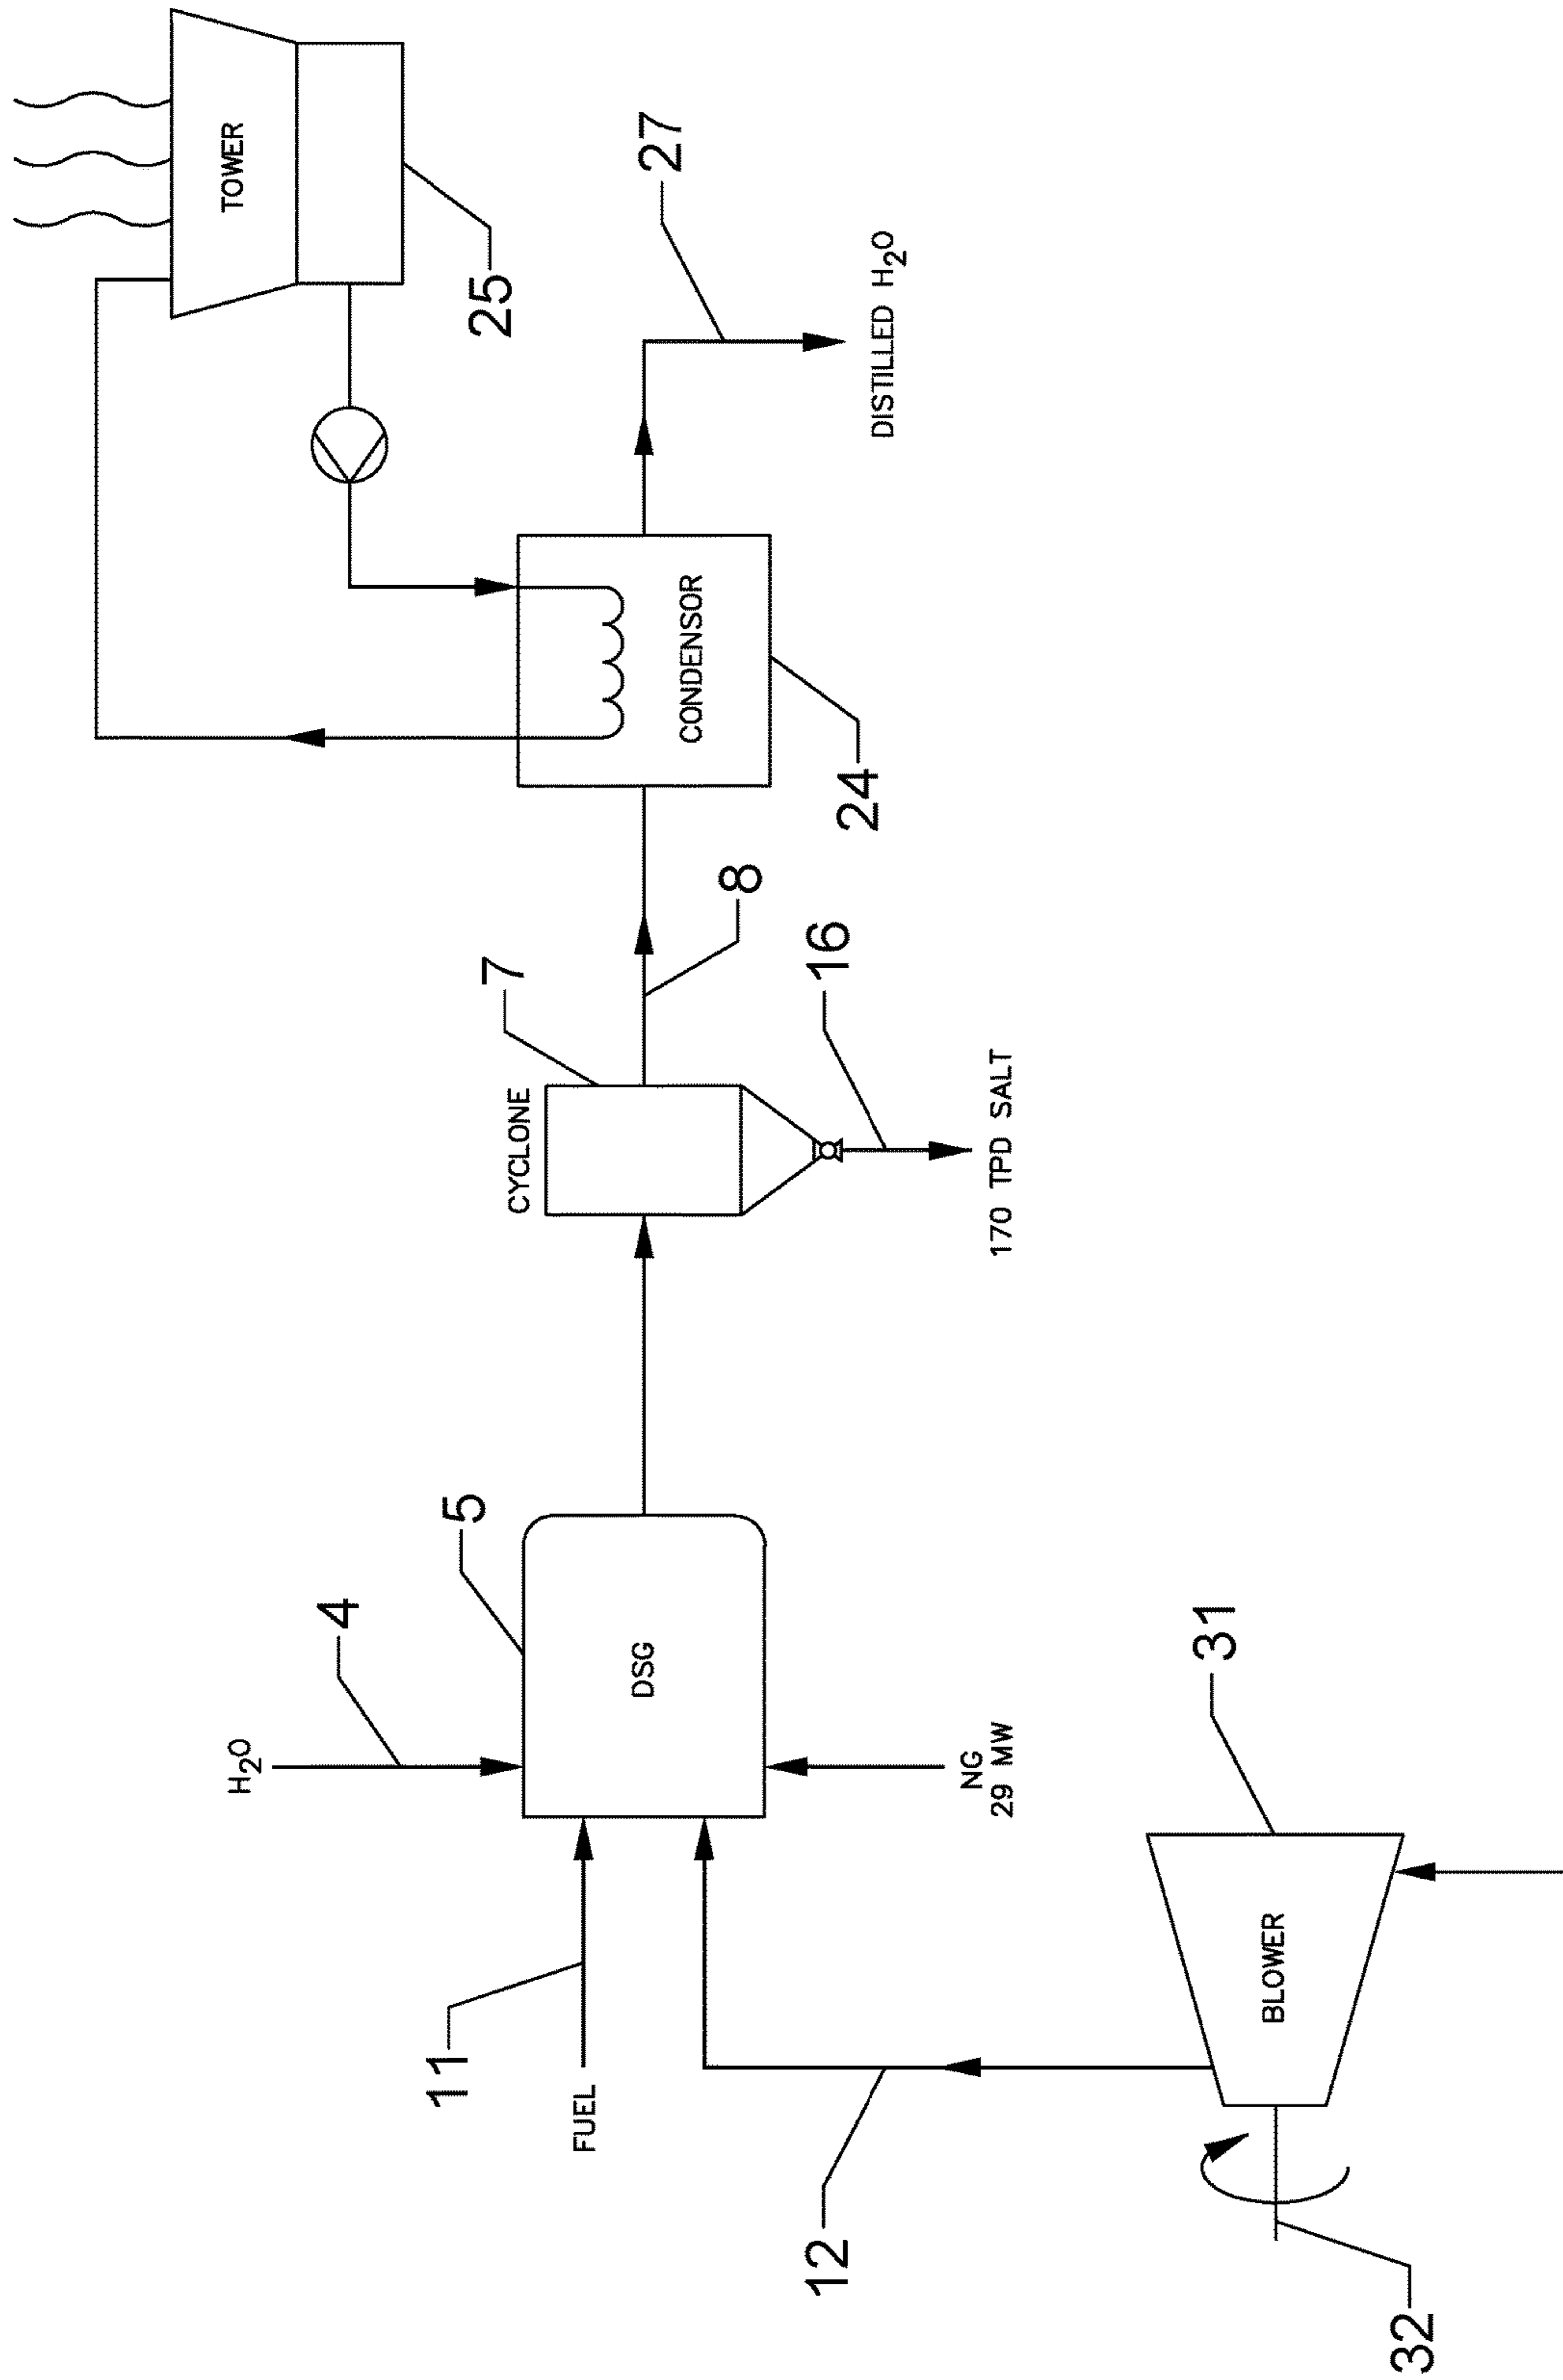 TOWER
25
27
DISTILLED H₂O
CONDENSOR
24
8
7
CYCLONE
16
170 TPD SALT
5
DSG
4
H₂O
NG
29 MW
11
FUEL
12
31
BLOWER
32